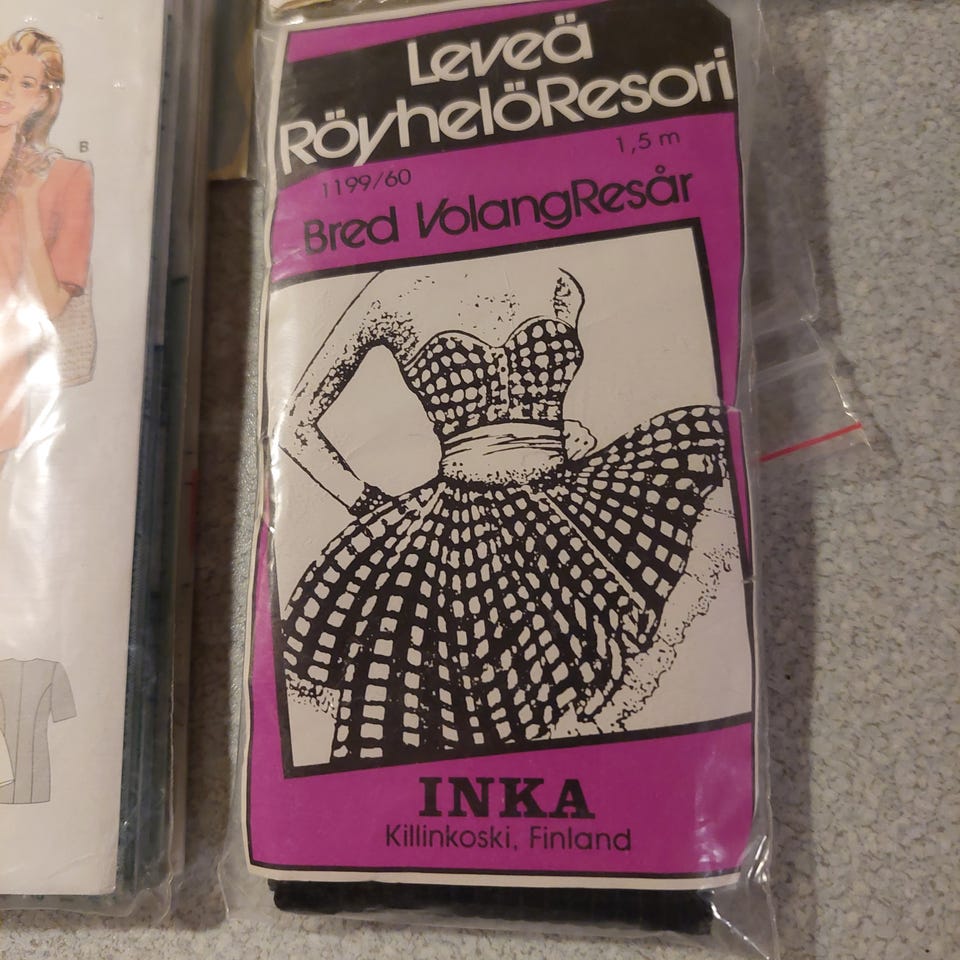 Leveä
RöyhelöResori
1199/60
1,5 m
Bred VolangResår
INKA
Killinkoski, Finland
B